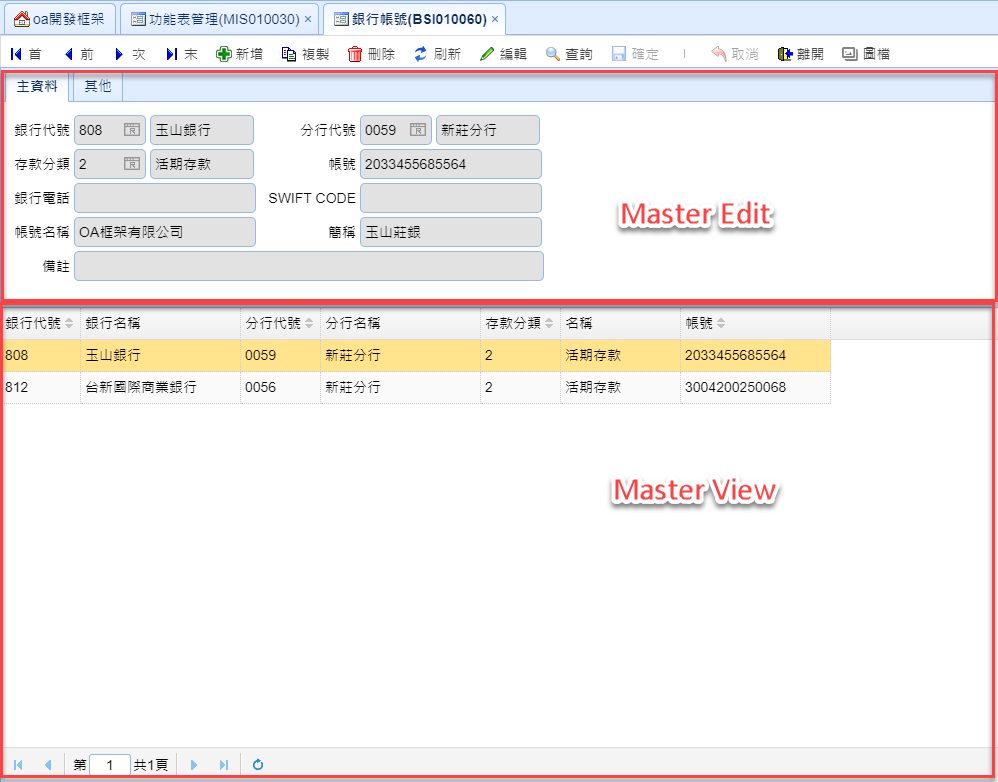 oa開發框架 功能表管理(MIS010030) × 銀行帳號(BSI010060) ×
首 前 次 末 新增 複製 刪除 刷新 編輯 查詢 確定 取消 離開 圖檔
主資料 其他
銀行代號 808 玉山銀行 分行代號 0059 新莊分行
存款分類 2 活期存款 帳號 2033455685564
銀行電話 SWIFT CODE
Master Edit
帳號名稱 OA框架有限公司 簡稱 玉山莊銀
備註
銀行代號 銀行名稱 分行代號 分行名稱 存款分類 名稱 帳號
808 玉山銀行 0059 新莊分行 2 活期存款 2033455685564
812 台新國際商業銀行 0056 新莊分行 2 活期存款 3004200250068
Master View
第 1 共1頁